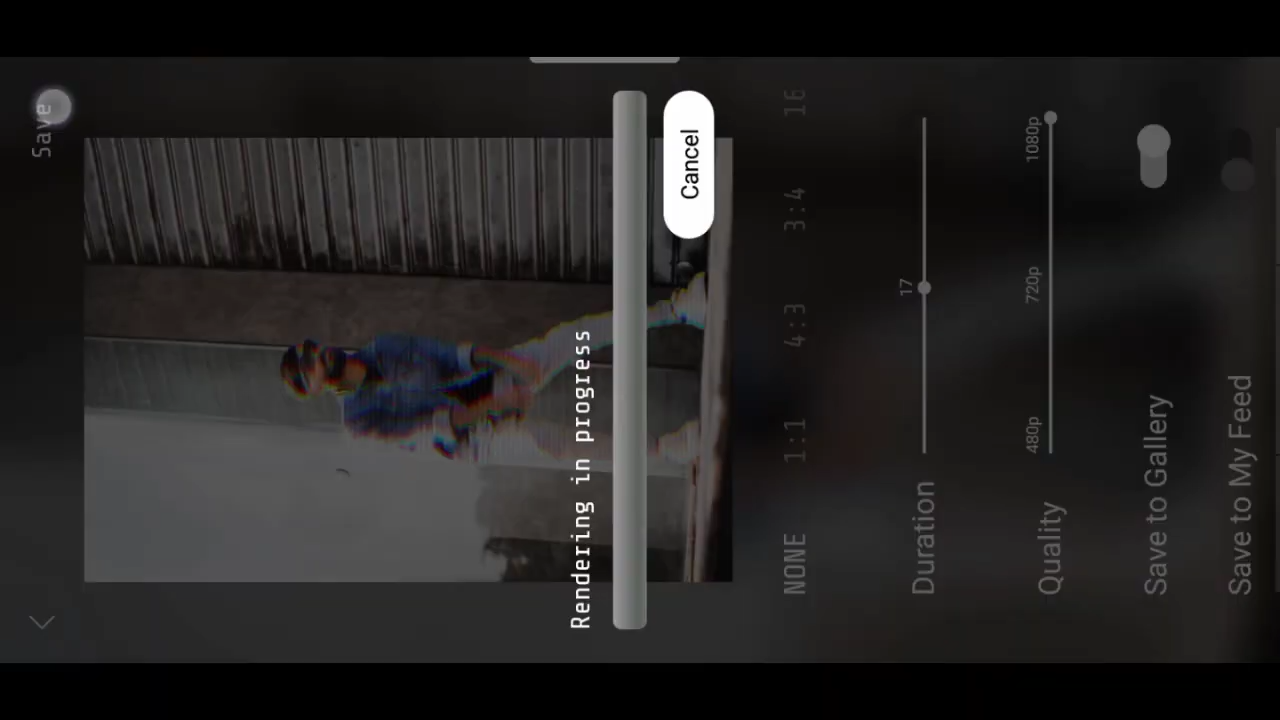 Save
Rendering in progress
Cancel
NONE 1:1 4:3 3:4 16
Duration 17
Quality 480p 720p 1080p
Save to Gallery
Save to My Feed